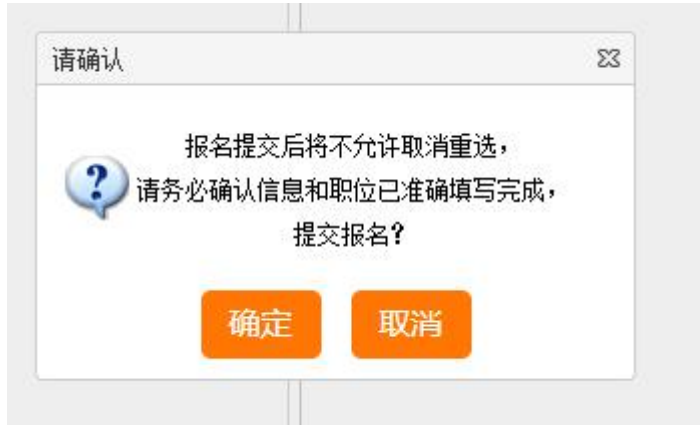 请确认
报名提交后将不允许取消重选，
请务必确认信息和职位已准确填写完成，
提交报名?
确定
取消